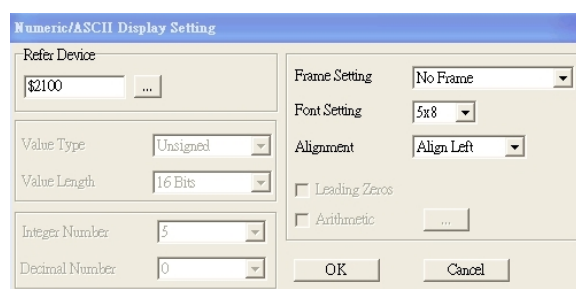 Numeric/ASCII Display Setting
Refer Device
$2100
...
Value Type Unsigned
Value Length 16 Bits
Integer Number 5
Decimal Number 0
Frame Setting No Frame
Font Setting 5x8
Alignment Align Left
Leading Zeros
Arithmetic ...
OK Cancel